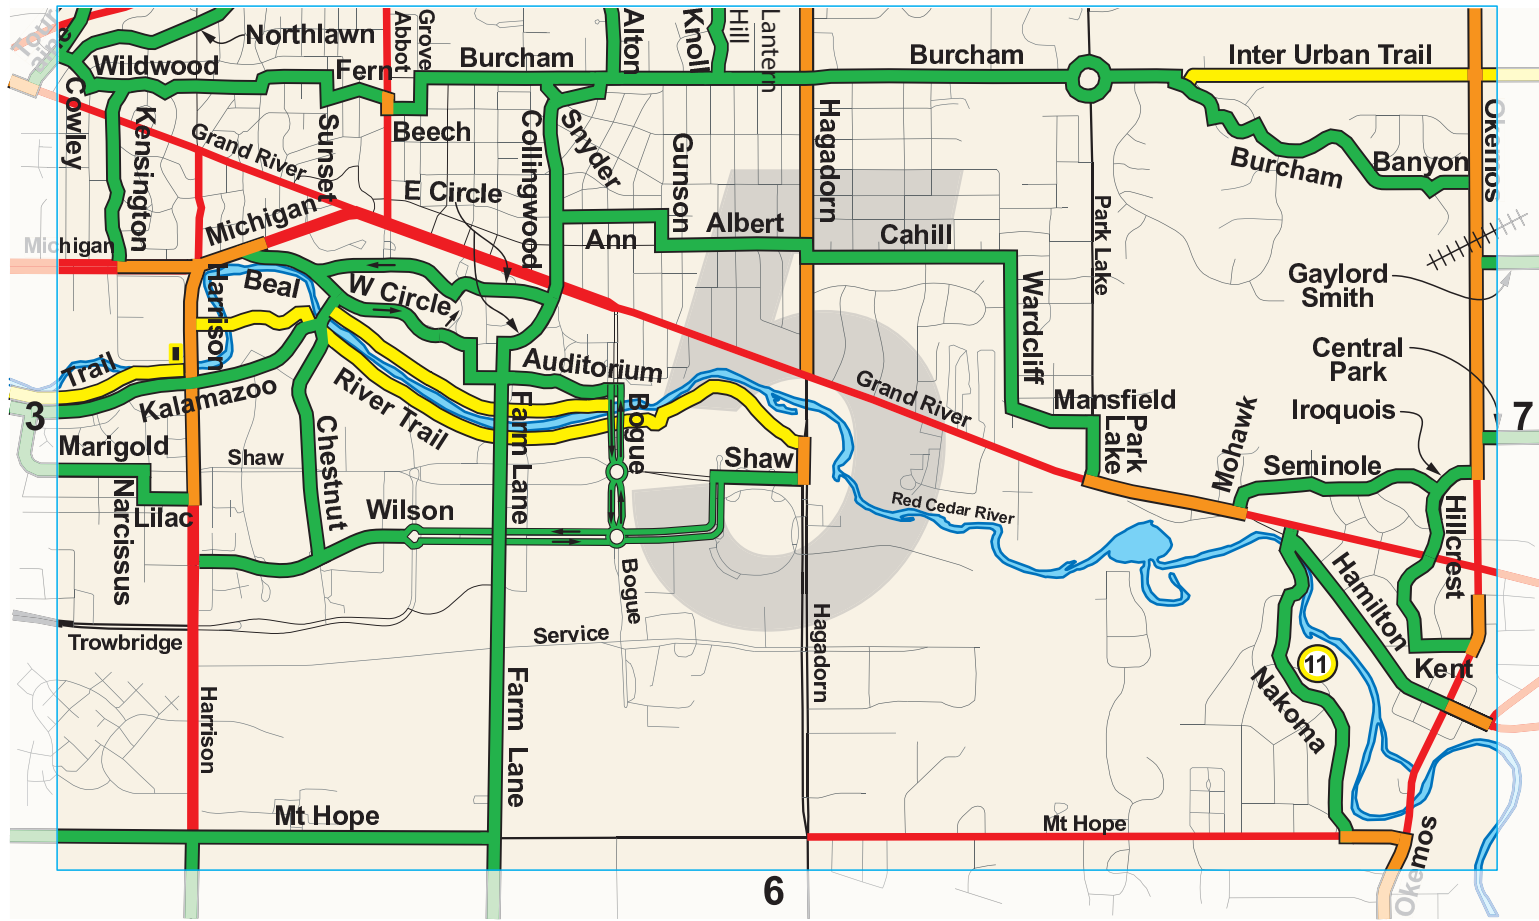 Northlawn
Grove
Abbot
Burcham
Alton
Knoll
Hill
Lantern
Burcham
Inter Urban Trail
Wildwood
Fern
Cowley
Kensington
Sunset
Beech
Grand River
Collingwood
Snyder
Gunson
Hagadorn
Okemos
Burcham
Banyon
E Circle
Michigan
Michigan
Ann
Albert
Cahill
Park Lake
5
Beal
W Circle
Harrison
Wardcliff
Gaylord
Smith
Central
Park
Trail
Kalamazoo
River Trail
Auditorium
Bogue
Farm Lane
Grand River
Mansfield
Park
Lake
Mohawk
Iroquois
3
7
Marigold
Shaw
Chestnut
Shaw
Seminole
Narcissus
Lilac
Wilson
Red Cedar River
Hillcrest
Hamilton
Bogue
Hagadorn
Trowbridge
Service
11
Kent
Nakoma
Harrison
Farm Lane
Mt Hope
Mt Hope
Okemos
6